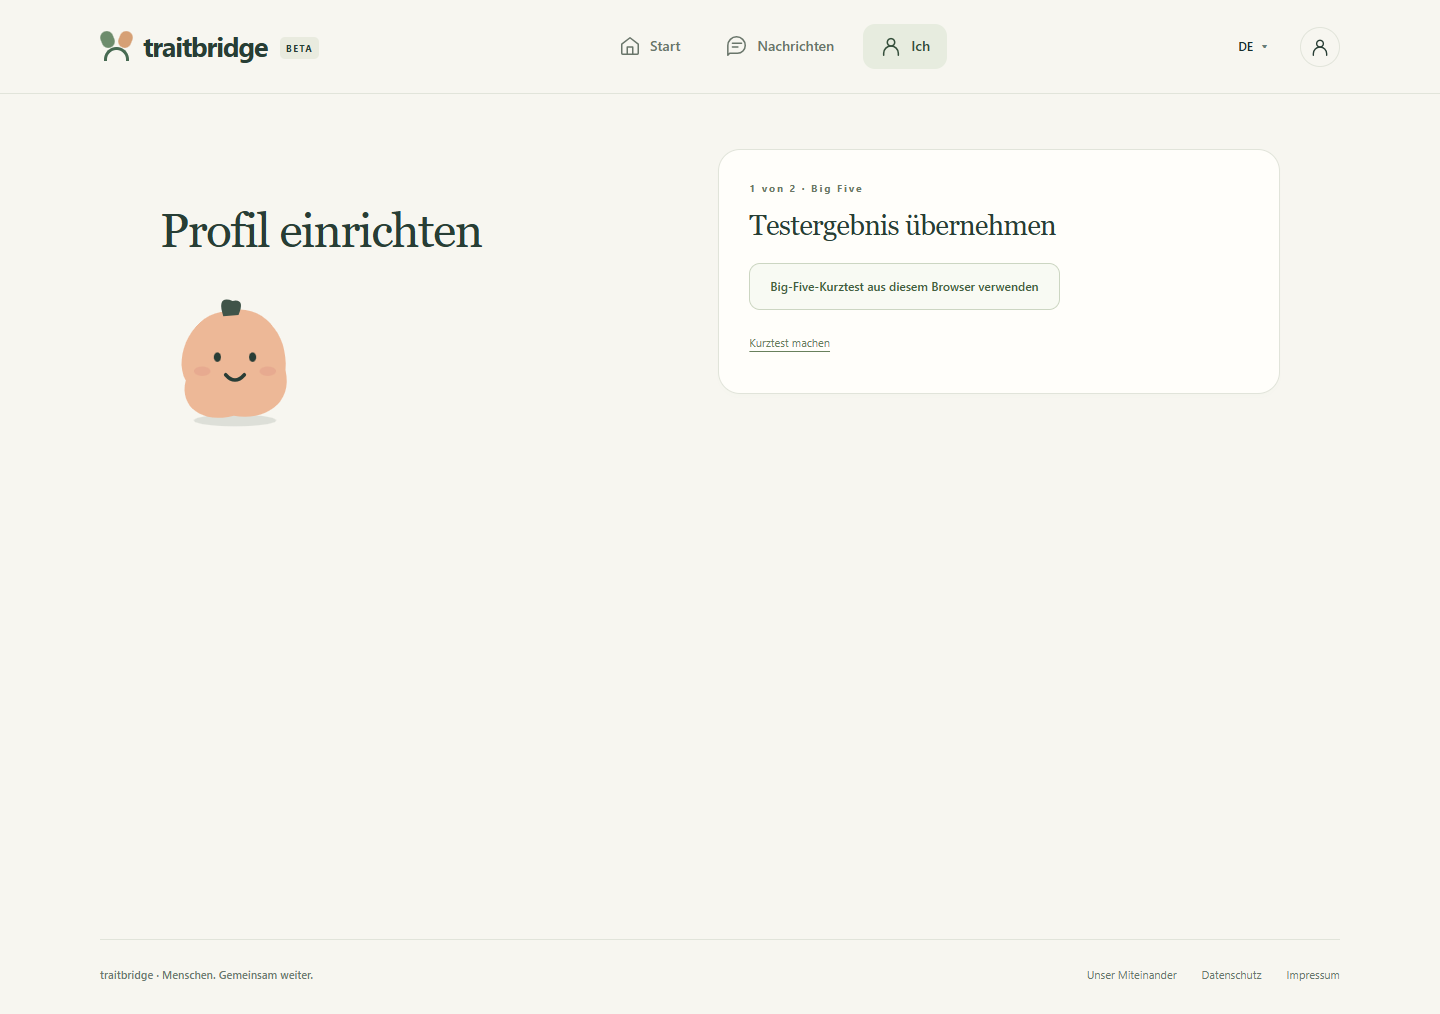 traitbridge BETA
Start Nachrichten Ich
DE
Profil einrichten
1 von 2 · Big Five
Testergebnis übernehmen
Big-Five-Kurztest aus diesem Browser verwenden
Kurztest machen
traitbridge · Menschen. Gemeinsam weiter.
Unser Miteinander Datenschutz Impressum